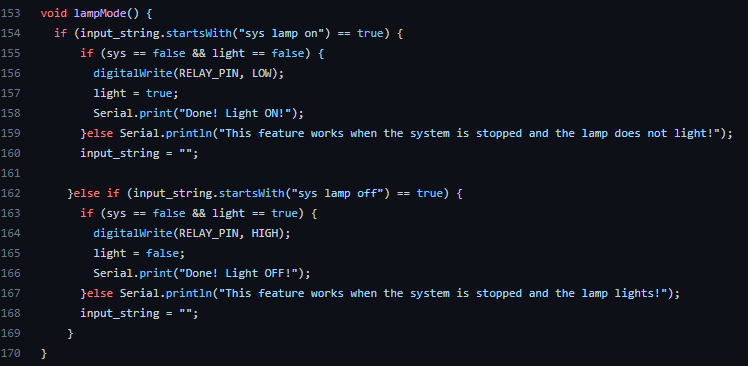 153 void lampMode() {
154 if (input_string.startsWith("sys lamp on") == true) {
155 if (sys == false && light == false) {
156 digitalWrite(RELAY_PIN, LOW);
157 light = true;
158 Serial.print("Done! Light ON!");
159 }else Serial.println("This feature works when the system is stopped and the lamp does not light!");
160 input_string = "";
161
162 }else if (input_string.startsWith("sys lamp off") == true) {
163 if (sys == false && light == true) {
164 digitalWrite(RELAY_PIN, HIGH);
165 light = false;
166 Serial.print("Done! Light OFF!");
167 }else Serial.println("This feature works when the system is stopped and the lamp lights!");
168 input_string = "";
169 }
170 }